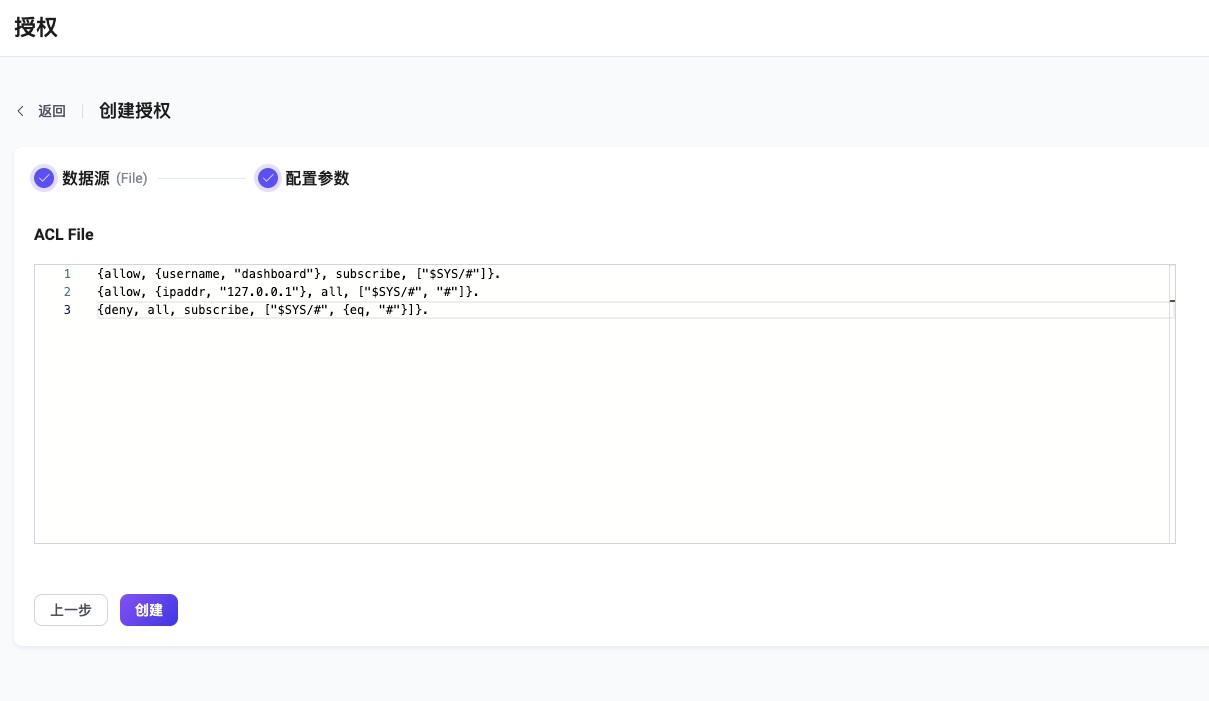 授权
返回 创建授权
数据源 (File) 配置参数
ACL File
1 {allow, {username, "dashboard"}, subscribe, ["$SYS/#"]}.
2 {allow, {ipaddr, "127.0.0.1"}, all, ["$SYS/#", "#"]}.
3 {deny, all, subscribe, ["$SYS/#", {eq, "#"}]}.
上一步 创建